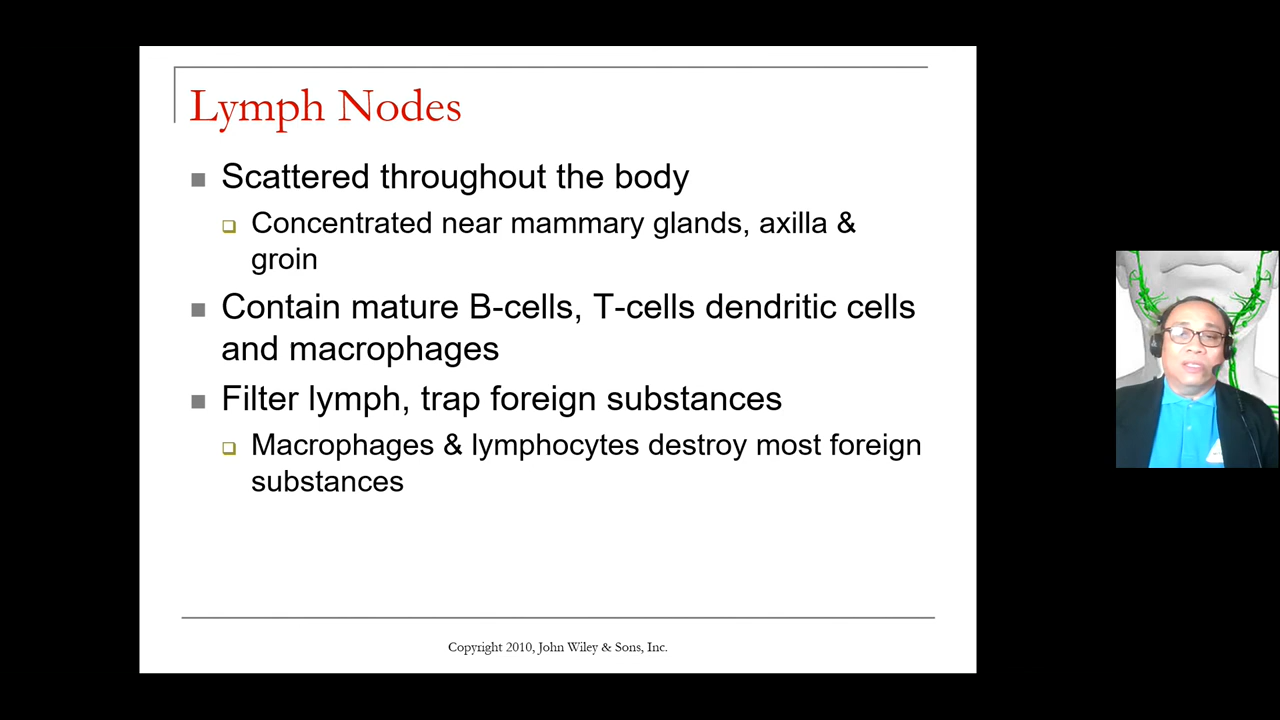 Lymph Nodes
Scattered throughout the body
Concentrated near mammary glands, axilla &
groin
Contain mature B-cells, T-cells dendritic cells
and macrophages
Filter lymph, trap foreign substances
Macrophages & lymphocytes destroy most foreign
substances
Copyright 2010, John Wiley & Sons, Inc.